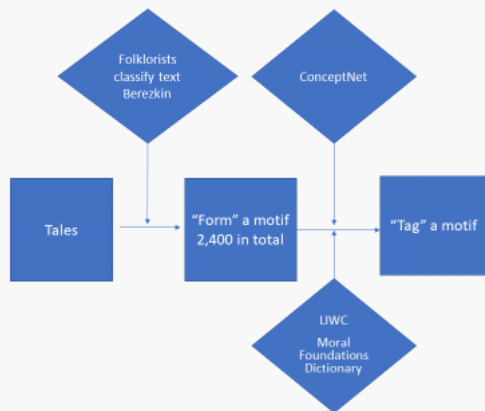 Folklorists
classify text
Berezkin
ConceptNet
Tales
“Form” a motif
2,400 in total
“Tag” a motif
LIWC
Moral
Foundations
Dictionary